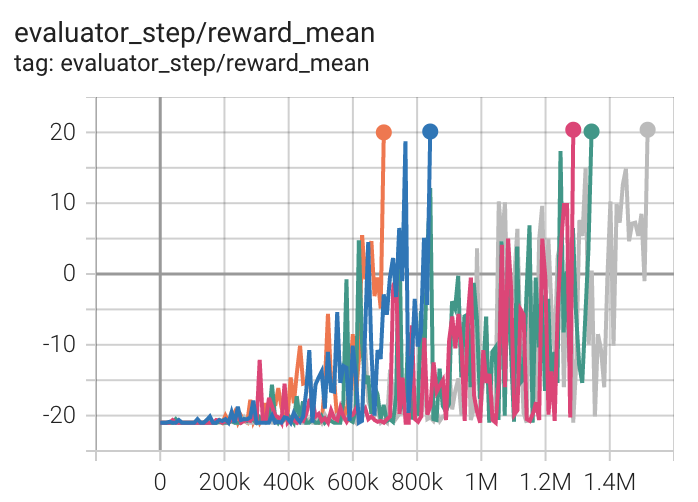 evaluator_step/reward_mean
tag: evaluator_step/reward_mean
20
10
0
-10
-20
0 200k 400k 600k 800k 1M 1.2M 1.4M